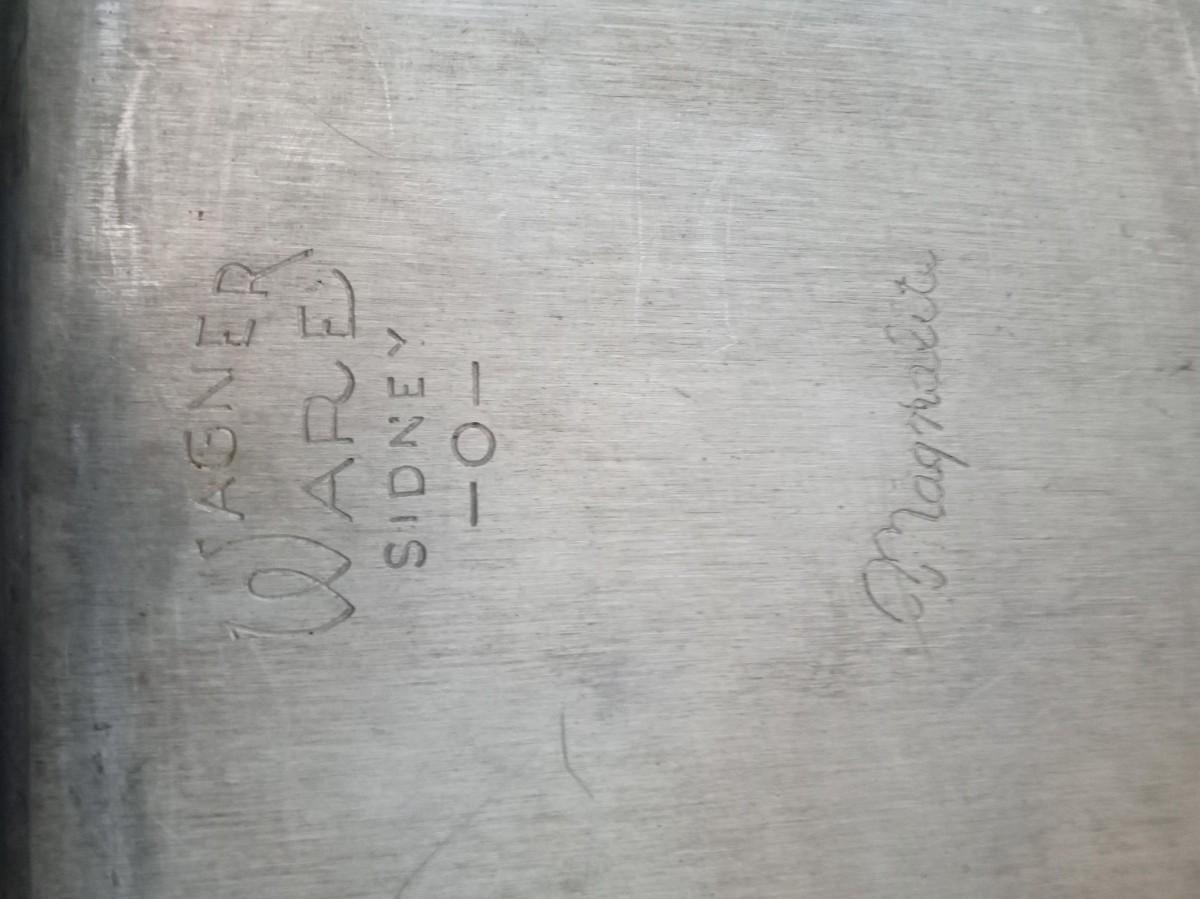 WAGNER
WARE
SIDNEY
-O-
Magnalite